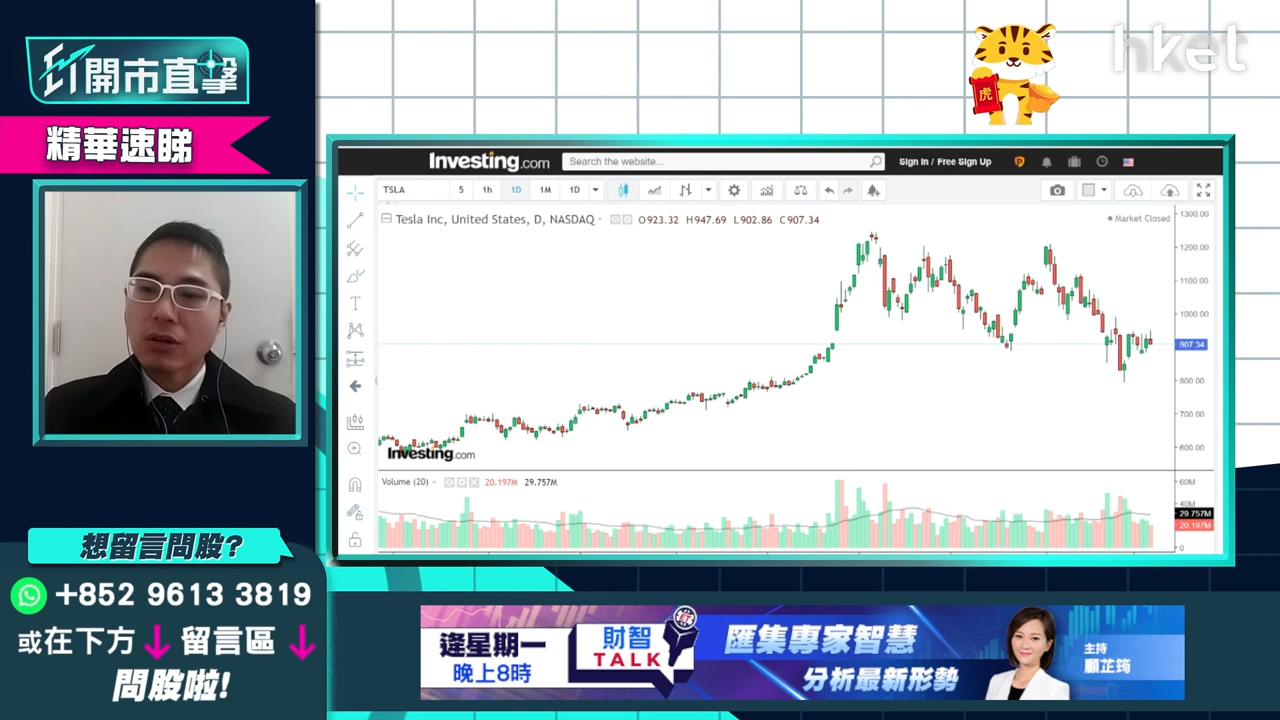 ET開市直擊
精華速睇
hket
虎
Investing.com
Search the website...
Sign In / Free Sign Up
TSLA
5
1h
1D
1M
1D
Tesla Inc, United States, D, NASDAQ
O923.32 H947.69 L902.86 C907.34
Market Closed
1300.00
1200.00
1100.00
1000.00
907.34
800.00
700.00
600.00
Investing.com
Volume (20)
20.197M 29.757M
60M
40M
29.757M
20.197M
0
想留言問股?
+852 9613 3819
或在下方 留言區
問股啦!
逢星期一
晚上8時
財智
TALK
匯集專家智慧
分析最新形勢
主持
顧芷筠